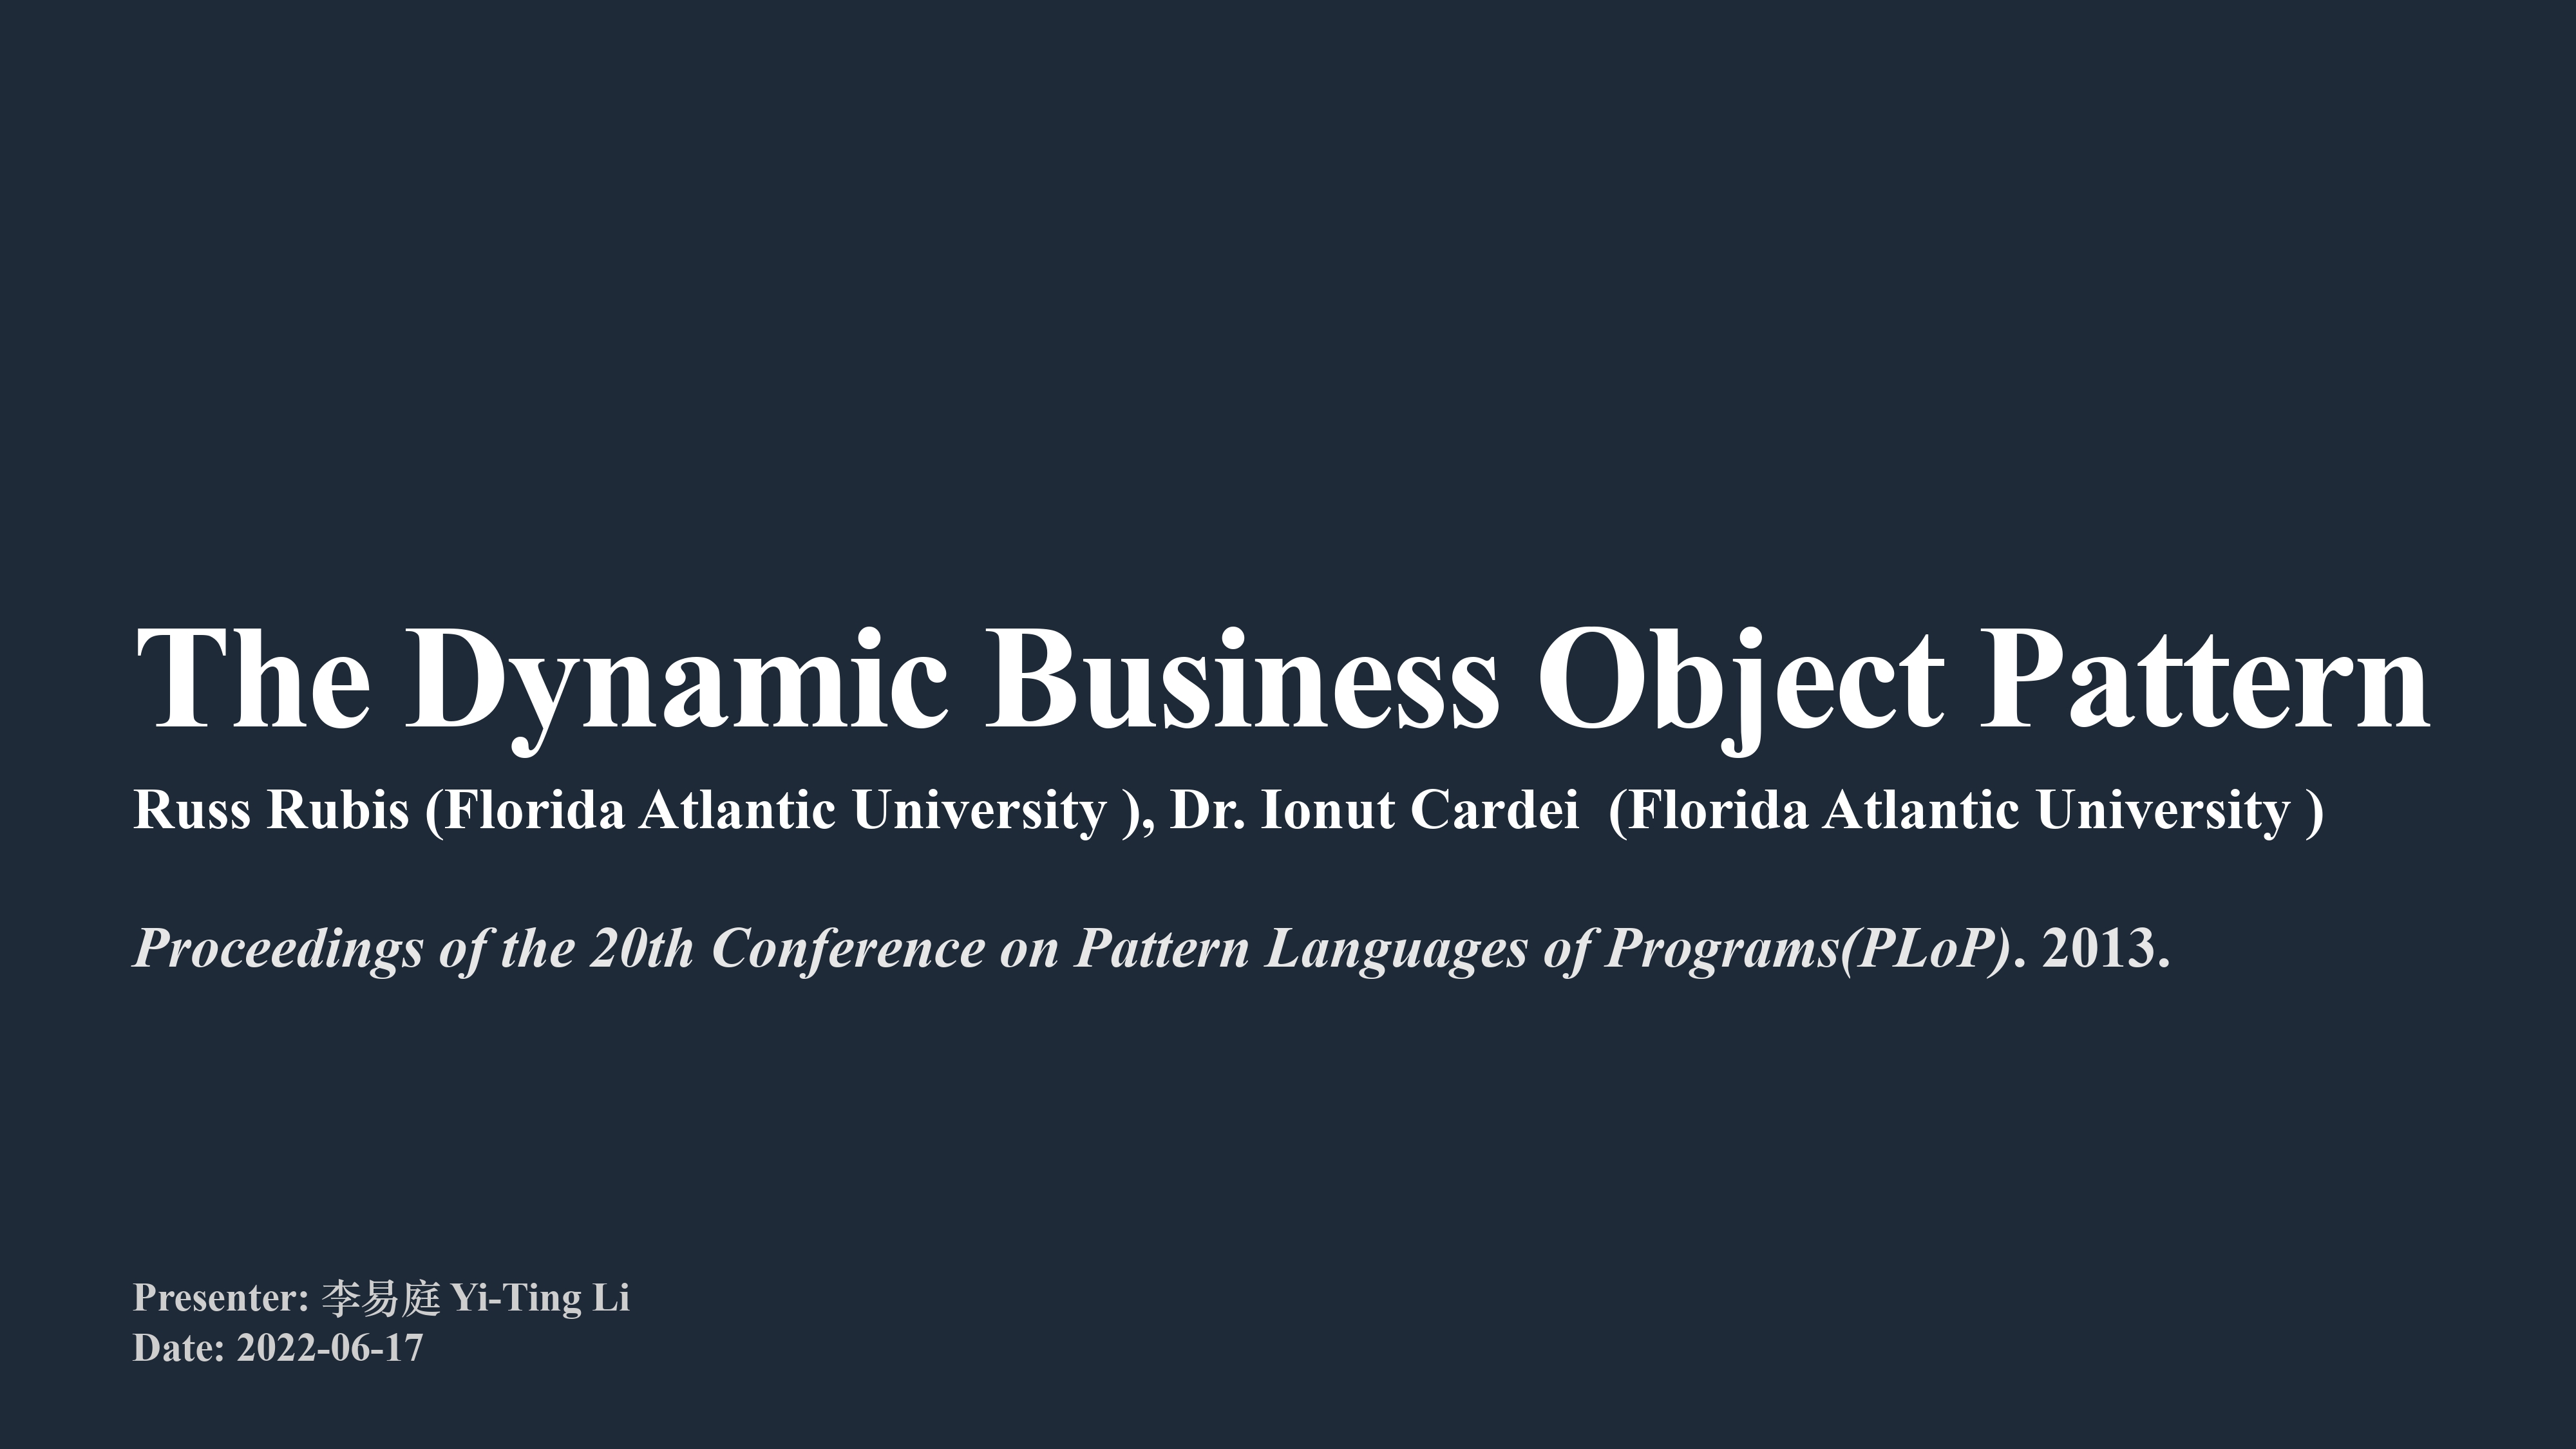 The Dynamic Business Object Pattern
Russ Rubis (Florida Atlantic University ), Dr. Ionut Cardei  (Florida Atlantic University )
Proceedings of the 20th Conference on Pattern Languages of Programs(PLoP). 2013.
Presenter: 李易庭 Yi-Ting Li
Date: 2022-06-17